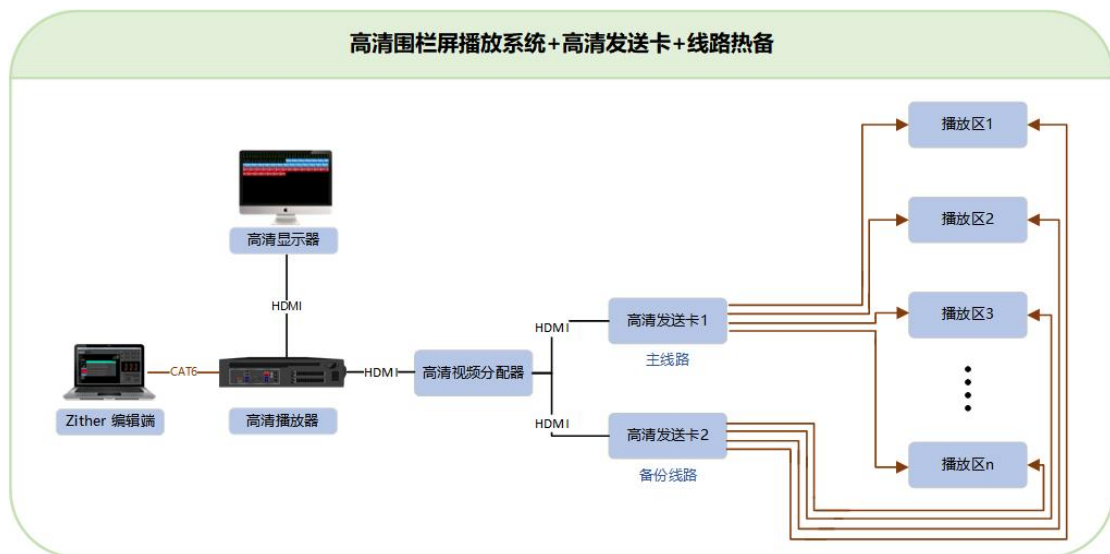 高清围栏屏播放系统+高清发送卡+线路热备
播放区1
播放区2
高清显示器
HDMI
播放区3
HDMI
高清发送卡1
主线路
CAT6
HDMI
高清视频分配器
Zither 编辑端
高清播放器
HDMI
高清发送卡2
备份线路
播放区n